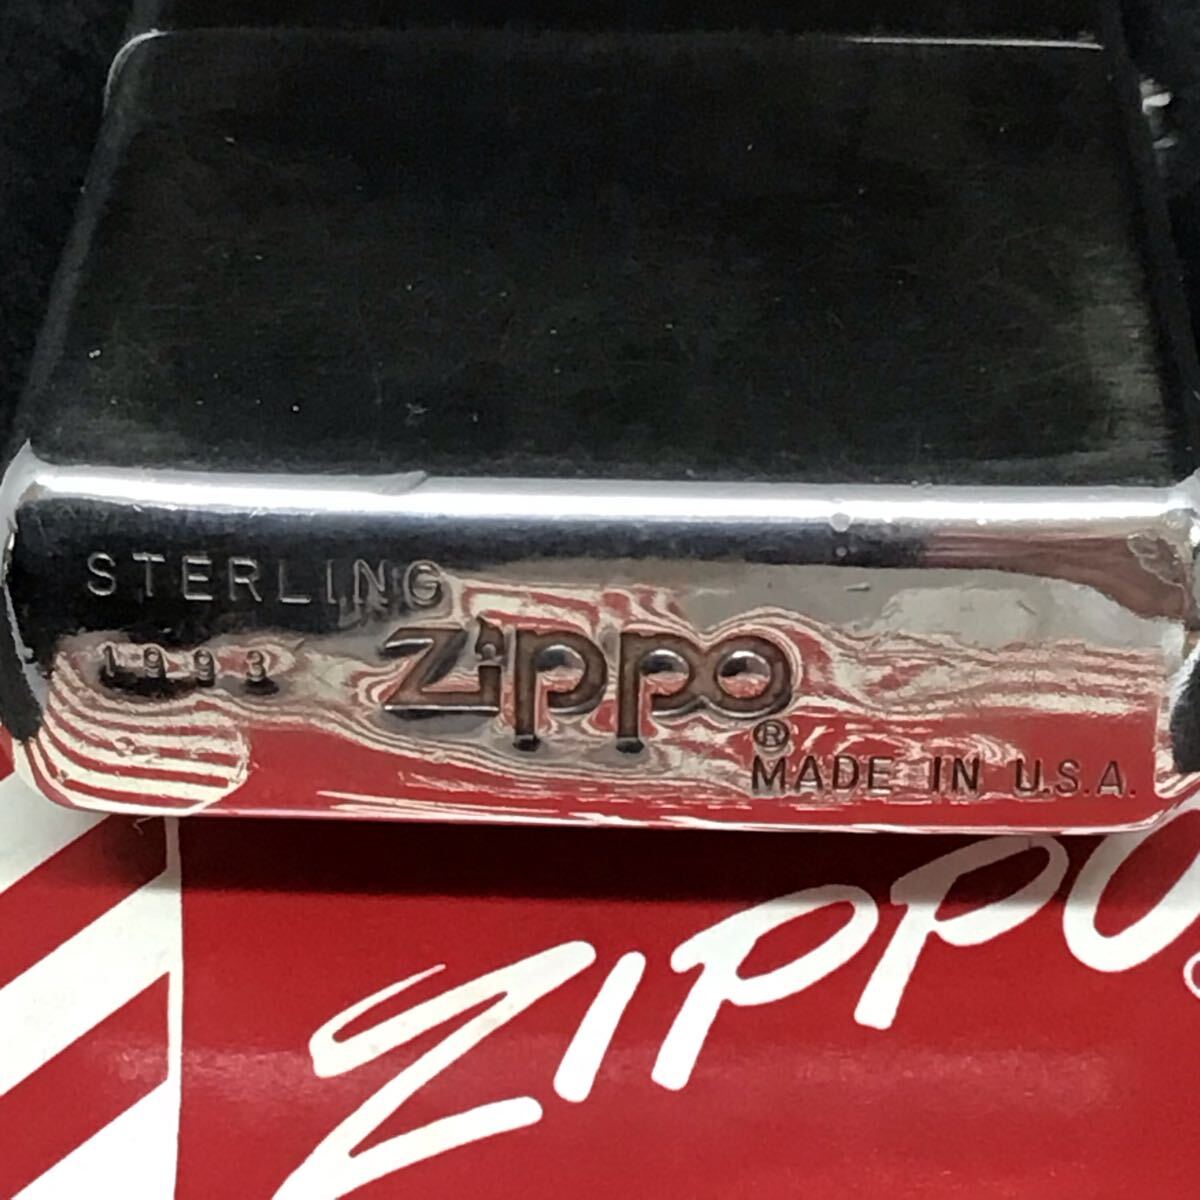 STERLING
1993
Zippo®
MADE IN U.S.A.
ZIPPO